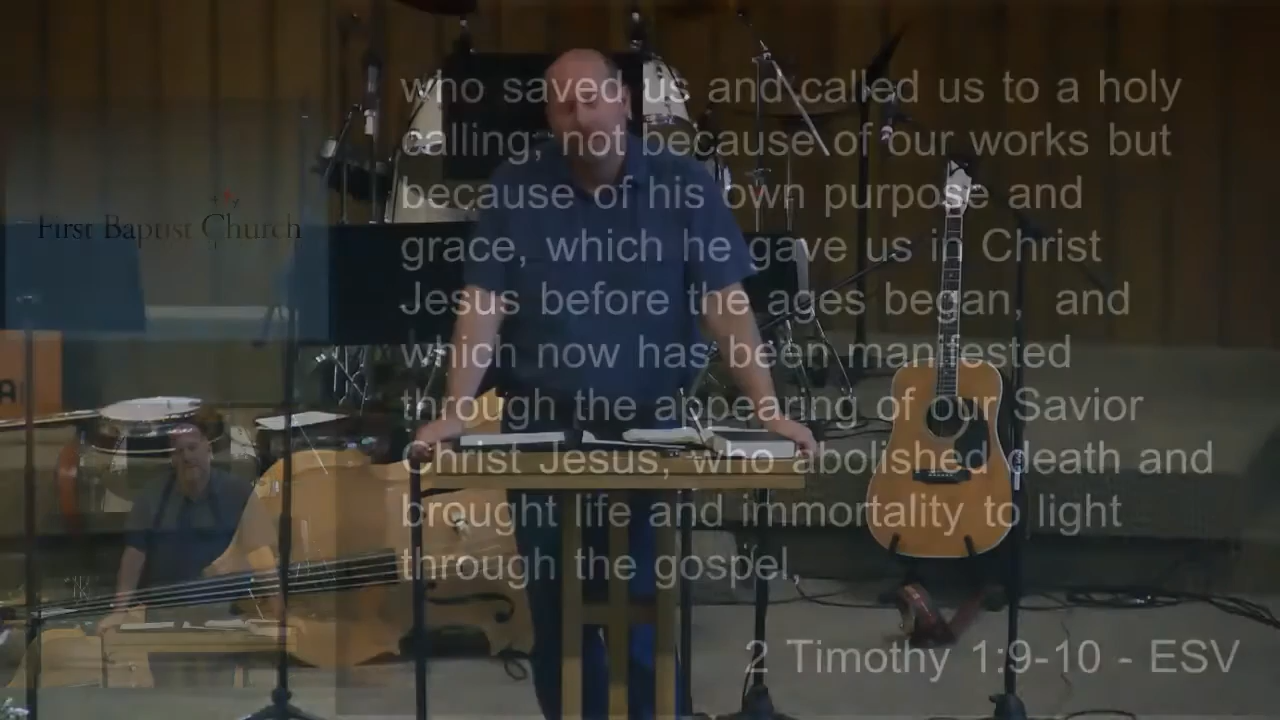 who saved us and called us to a holy
calling, not because of our works but
because of his own purpose and
grace, which he gave us in Christ
Jesus before the ages began, and
which now has been manifested
through the appearing of our Savior
Christ Jesus, who abolished death and
brought life and immortality to light
through the gospel
2 Timothy 1:9-10 - ESV
First Baptist Church